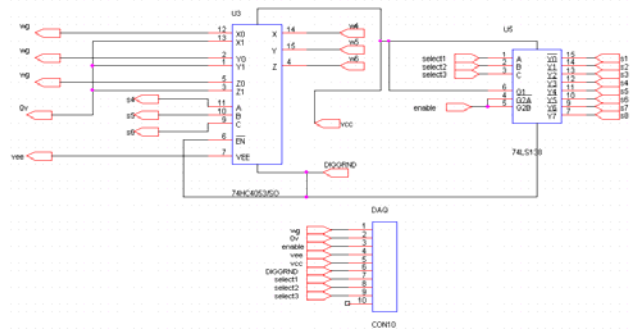 U3
wg 12 X0 X 14 w4
13 X1
wg 2 Y0 Y 15 w5
1 Y1 Z 4 w6
wg 5 Z0
3 Z1
0v
s4 11 A
s5 10 B
s6 9 C
6 EN
vee 7 VEE
vcc
DIGGRND
74HC4053/SO
U5
select1 1 A Y0 15 s1
select2 2 B Y1 14 s2
select3 3 C Y2 13 s3
Y3 12 s4
6 G1 Y4 11 s5
enable 4 G2A Y5 10 s6
5 G2B Y6 9 s7
Y7 7 s8
74LS138
DAQ
wg 1
0v 2
enable 3
vee 4
vcc 5
DIGGRND 6
select1 7
select2 8
select3 9
10
CON10